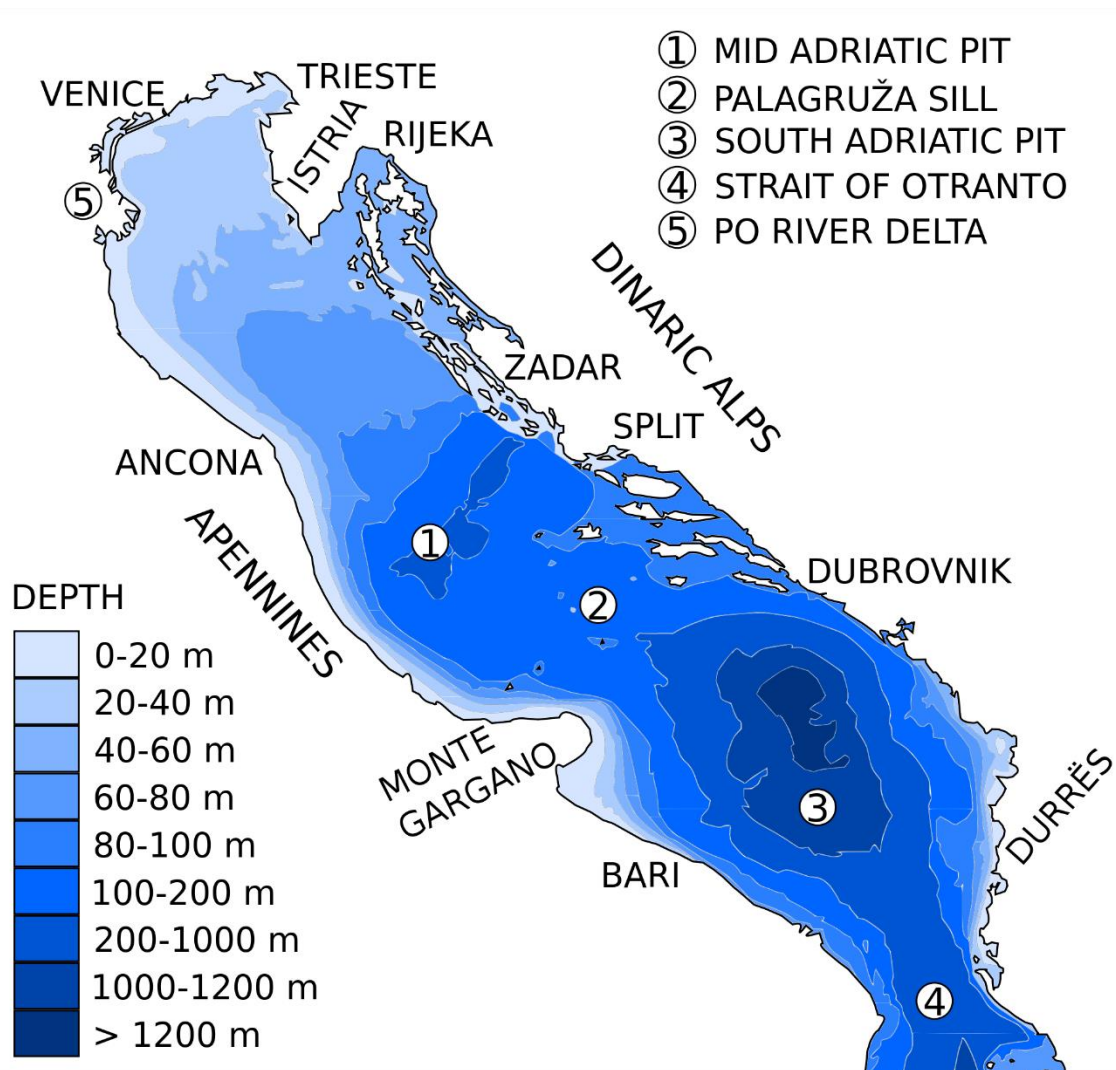 ① MID ADRIATIC PIT
② PALAGRUŽA SILL
③ SOUTH ADRIATIC PIT
④ STRAIT OF OTRANTO
⑤ PO RIVER DELTA
VENICE
TRIESTE
ISTRIA
RIJEKA
5
DINARIC ALPS
ZADAR
SPLIT
ANCONA
APENNINES
1
2
DUBROVNIK
MONTE
GARGANO
3
DURRËS
BARI
4
DEPTH
0-20 m
20-40 m
40-60 m
60-80 m
80-100 m
100-200 m
200-1000 m
1000-1200 m
> 1200 m